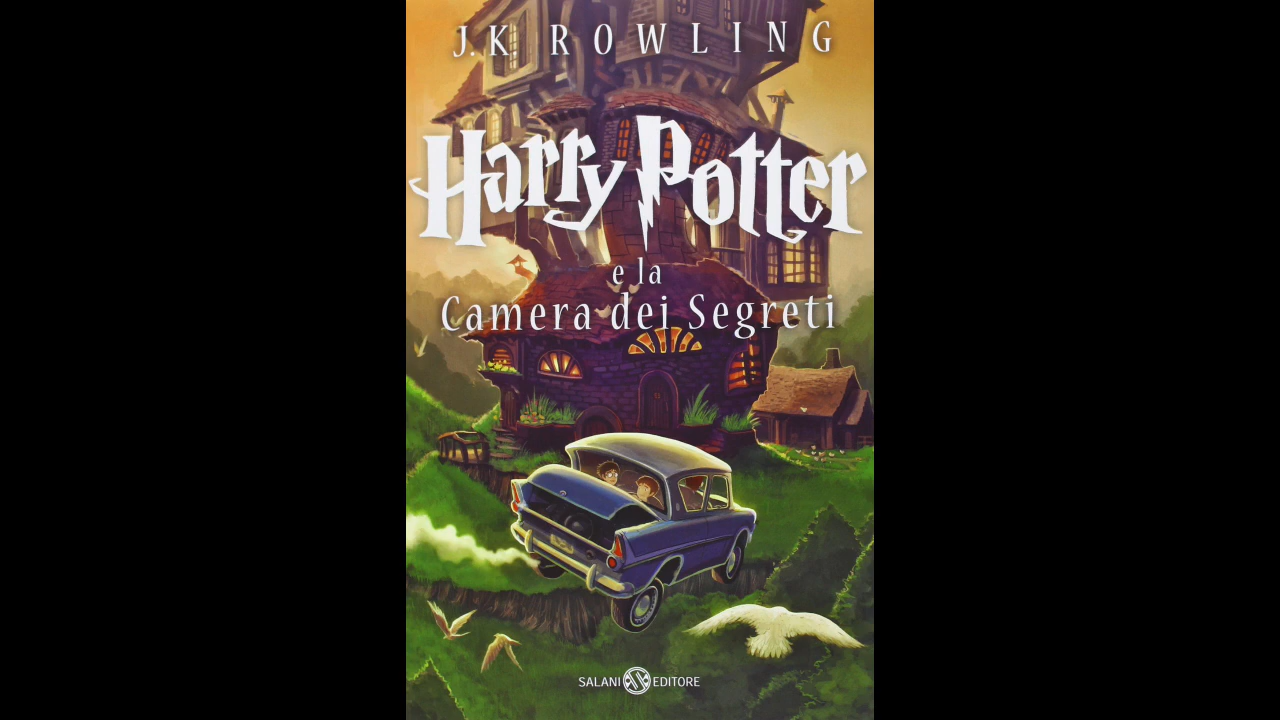 J.K. ROWLING
Harry Potter
e la
Camera dei Segreti
SALANI EDITORE